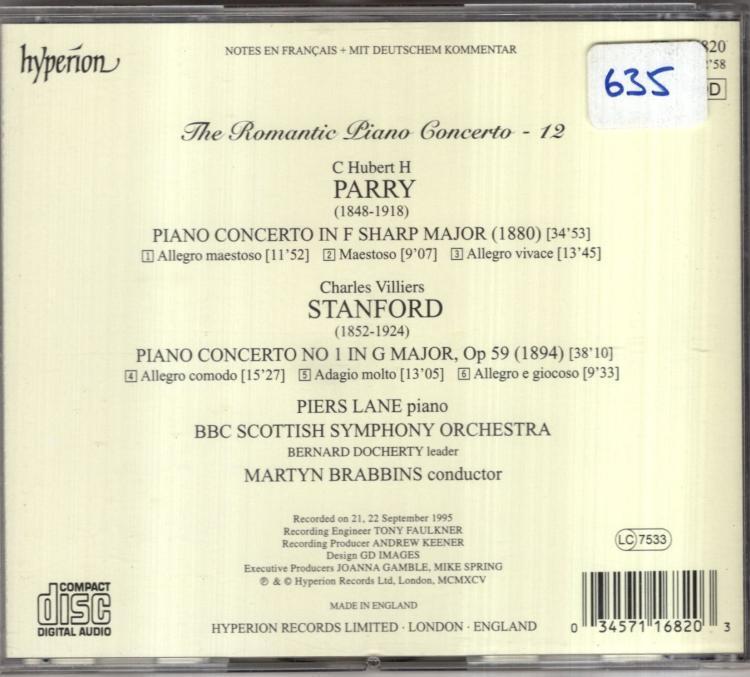 hyperion
NOTES EN FRANÇAIS + MIT DEUTSCHEM KOMMENTAR
820
2'58
D
635
The Romantic Piano Concerto - 12
C Hubert H
PARRY
(1848-1918)
PIANO CONCERTO IN F SHARP MAJOR (1880) [34'53]
1 Allegro maestoso [11'52] 2 Maestoso [9'07] 3 Allegro vivace [13'45]
Charles Villiers
STANFORD
(1852-1924)
PIANO CONCERTO NO 1 IN G MAJOR, Op 59 (1894) [38'10]
4 Allegro comodo [15'27] 5 Adagio molto [13'05] 6 Allegro e giocoso [9'33]
PIERS LANE piano
BBC SCOTTISH SYMPHONY ORCHESTRA
BERNARD DOCHERTY leader
MARTYN BRABBINS conductor
Recorded on 21, 22 September 1995
Recording Engineer TONY FAULKNER
Recording Producer ANDREW KEENER
Design GD IMAGES
Executive Producers JOANNA GAMBLE, MIKE SPRING
℗ & © Hyperion Records Ltd, London, MCMXCV
LC 7533
COMPACT
disc
DIGITAL AUDIO
MADE IN ENGLAND
HYPERION RECORDS LIMITED · LONDON · ENGLAND
0 34571 16820 3